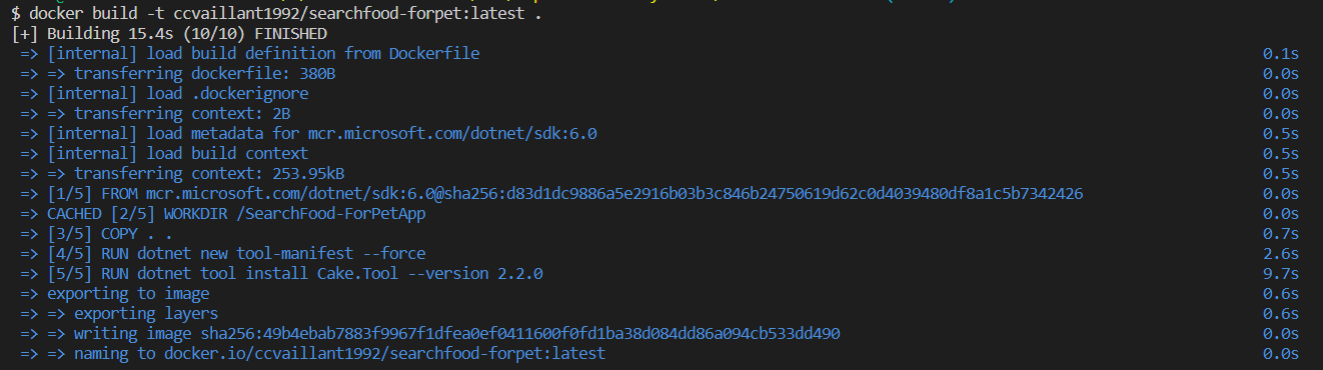 $ docker build -t ccvaillant1992/searchfood-forpet:latest .
[+] Building 15.4s (10/10) FINISHED
=> [internal] load build definition from Dockerfile 0.1s
=> => transferring dockerfile: 380B 0.0s
=> [internal] load .dockerignore 0.0s
=> => transferring context: 2B 0.0s
=> [internal] load metadata for mcr.microsoft.com/dotnet/sdk:6.0 0.5s
=> [internal] load build context 0.5s
=> => transferring context: 253.95kB 0.5s
=> [1/5] FROM mcr.microsoft.com/dotnet/sdk:6.0@sha256:d83d1dc9886a5e2916b03b3c846b24750619d62c0d4039480df8a1c5b7342426 0.0s
=> CACHED [2/5] WORKDIR /SearchFood-ForPetApp 0.0s
=> [3/5] COPY . . 0.7s
=> [4/5] RUN dotnet new tool-manifest --force 2.6s
=> [5/5] RUN dotnet tool install Cake.Tool --version 2.2.0 9.7s
=> exporting to image 0.6s
=> => exporting layers 0.6s
=> => writing image sha256:49b4ebab7883f9967f1dfea0ef0411600f0fd1ba38d084dd86a094cb533dd490 0.0s
=> => naming to docker.io/ccvaillant1992/searchfood-forpet:latest 0.0s